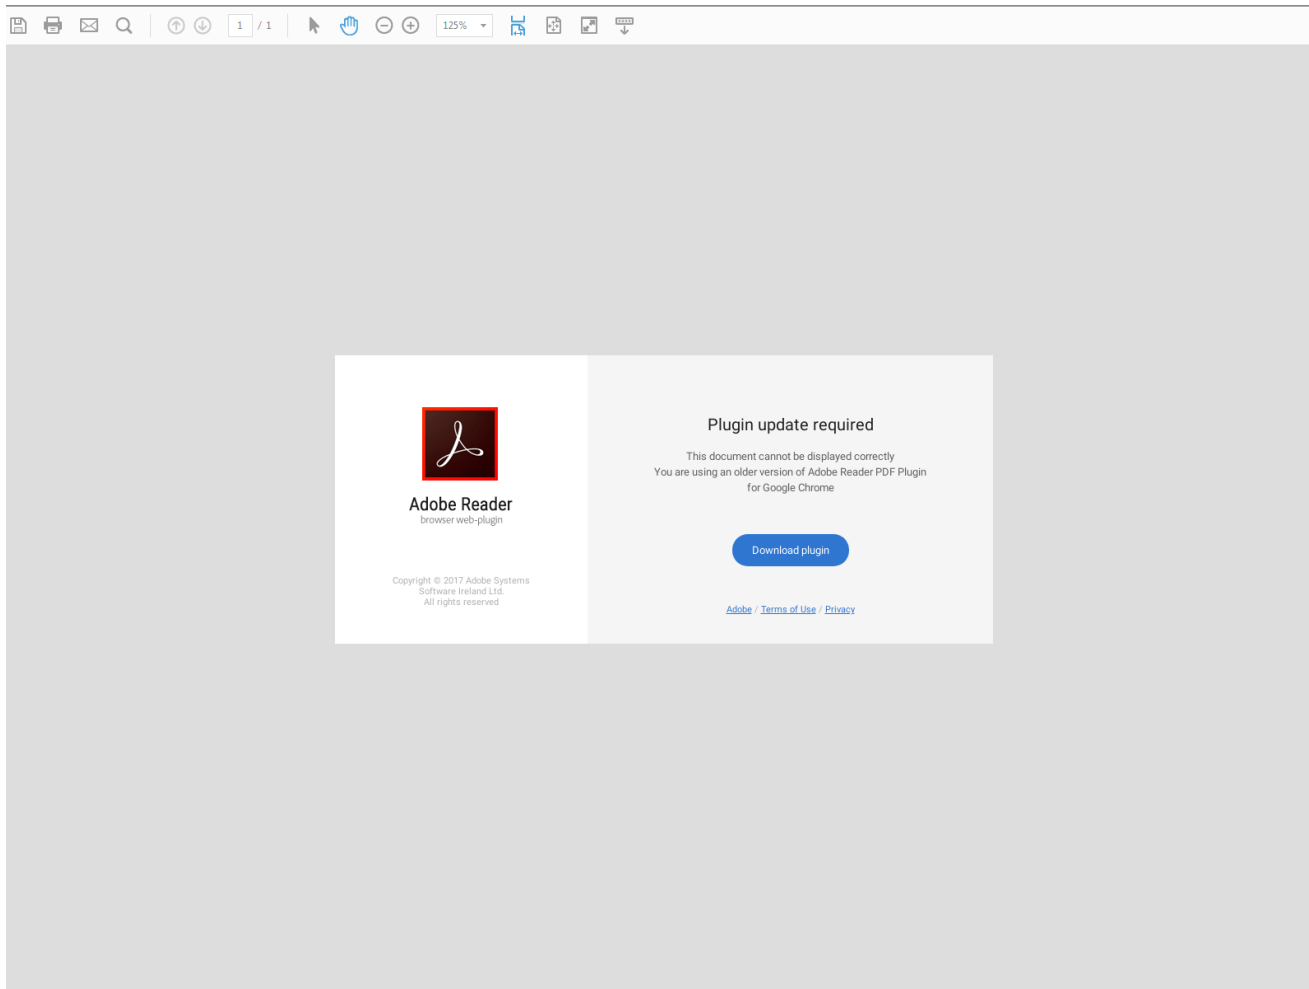 1 / 1
125%
Adobe Reader
browser web-plugin
Copyright © 2017 Adobe Systems
Software Ireland Ltd.
All rights reserved
Plugin update required
This document cannot be displayed correctly
You are using an older version of Adobe Reader PDF Plugin
for Google Chrome
Download plugin
Adobe / Terms of Use / Privacy